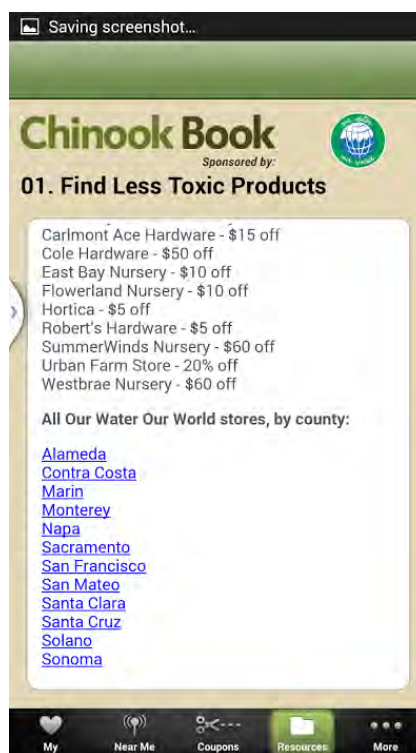 Saving screenshot...
Chinook Book
Sponsored by:
01. Find Less Toxic Products
Carlmont Ace Hardware - $15 off
Cole Hardware - $50 off
East Bay Nursery - $10 off
Flowerland Nursery - $10 off
Hortica - $5 off
Robert's Hardware - $5 off
SummerWinds Nursery - $60 off
Urban Farm Store - 20% off
Westbrae Nursery - $60 off
All Our Water Our World stores, by county:
Alameda
Contra Costa
Marin
Monterey
Napa
Sacramento
San Francisco
San Mateo
Santa Clara
Santa Cruz
Solano
Sonoma
My Near Me Coupons Resources More